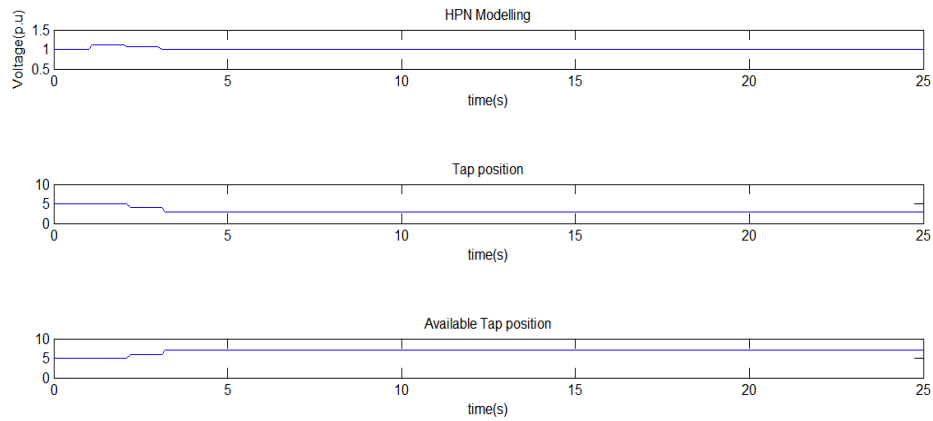 HPN Modelling
Voltage(p.u)
1.5
1
0.5
0 5 10 15 20 25
time(s)
Tap position
10
5
0
0 5 10 15 20 25
time(s)
Available Tap position
10
5
0
0 5 10 15 20 25
time(s)